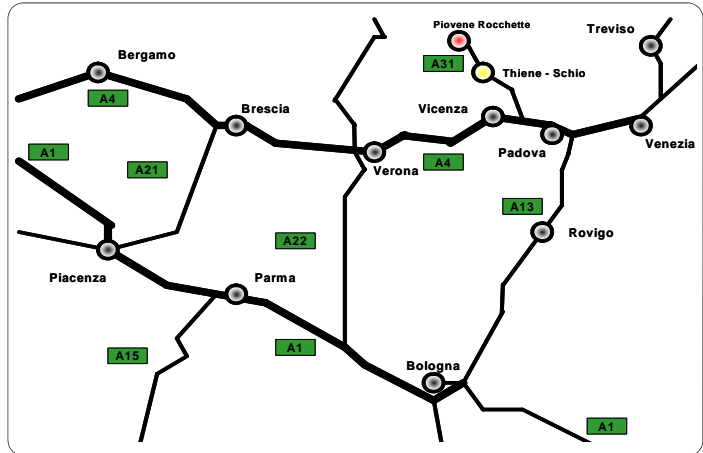 Piovene Rocchette
Treviso
Bergamo
A31
Thiene - Schio
A4
Brescia
Vicenza
A1
A21
Verona
A4
Padova
Venezia
A13
Rovigo
A22
Piacenza
Parma
A15
A1
Bologna
A1